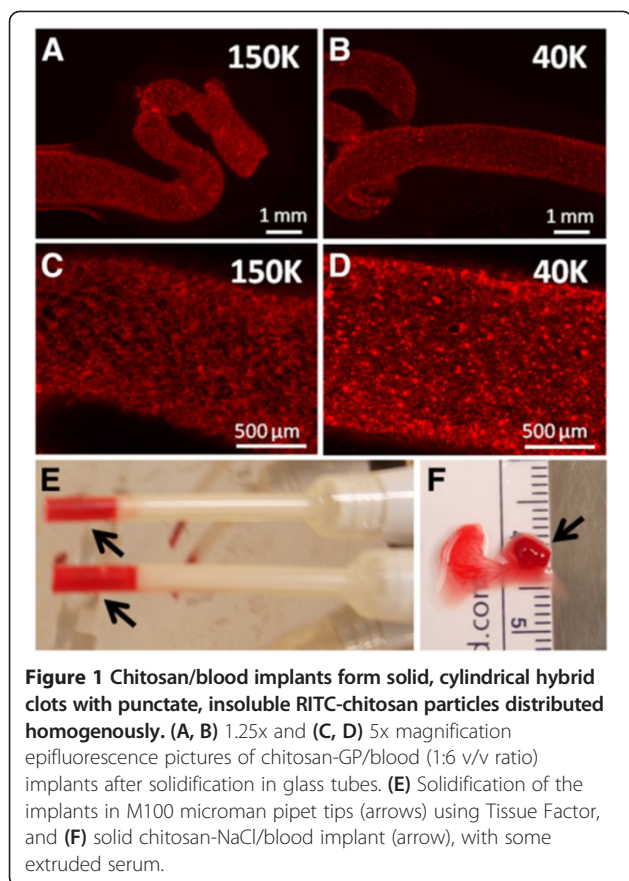 A 150K
B 40K
1 mm
1 mm
C 150K
D 40K
500 µm
500 µm
E
F
d.com
5
Figure 1 Chitosan/blood implants form solid, cylindrical hybrid
clots with punctate, insoluble RITC-chitosan particles distributed
homogenously. (A, B) 1.25x and (C, D) 5x magnification
epifluorescence pictures of chitosan-GP/blood (1:6 v/v ratio)
implants after solidification in glass tubes. (E) Solidification of the
implants in M100 microman pipet tips (arrows) using Tissue Factor,
and (F) solid chitosan-NaCl/blood implant (arrow), with some
extruded serum.